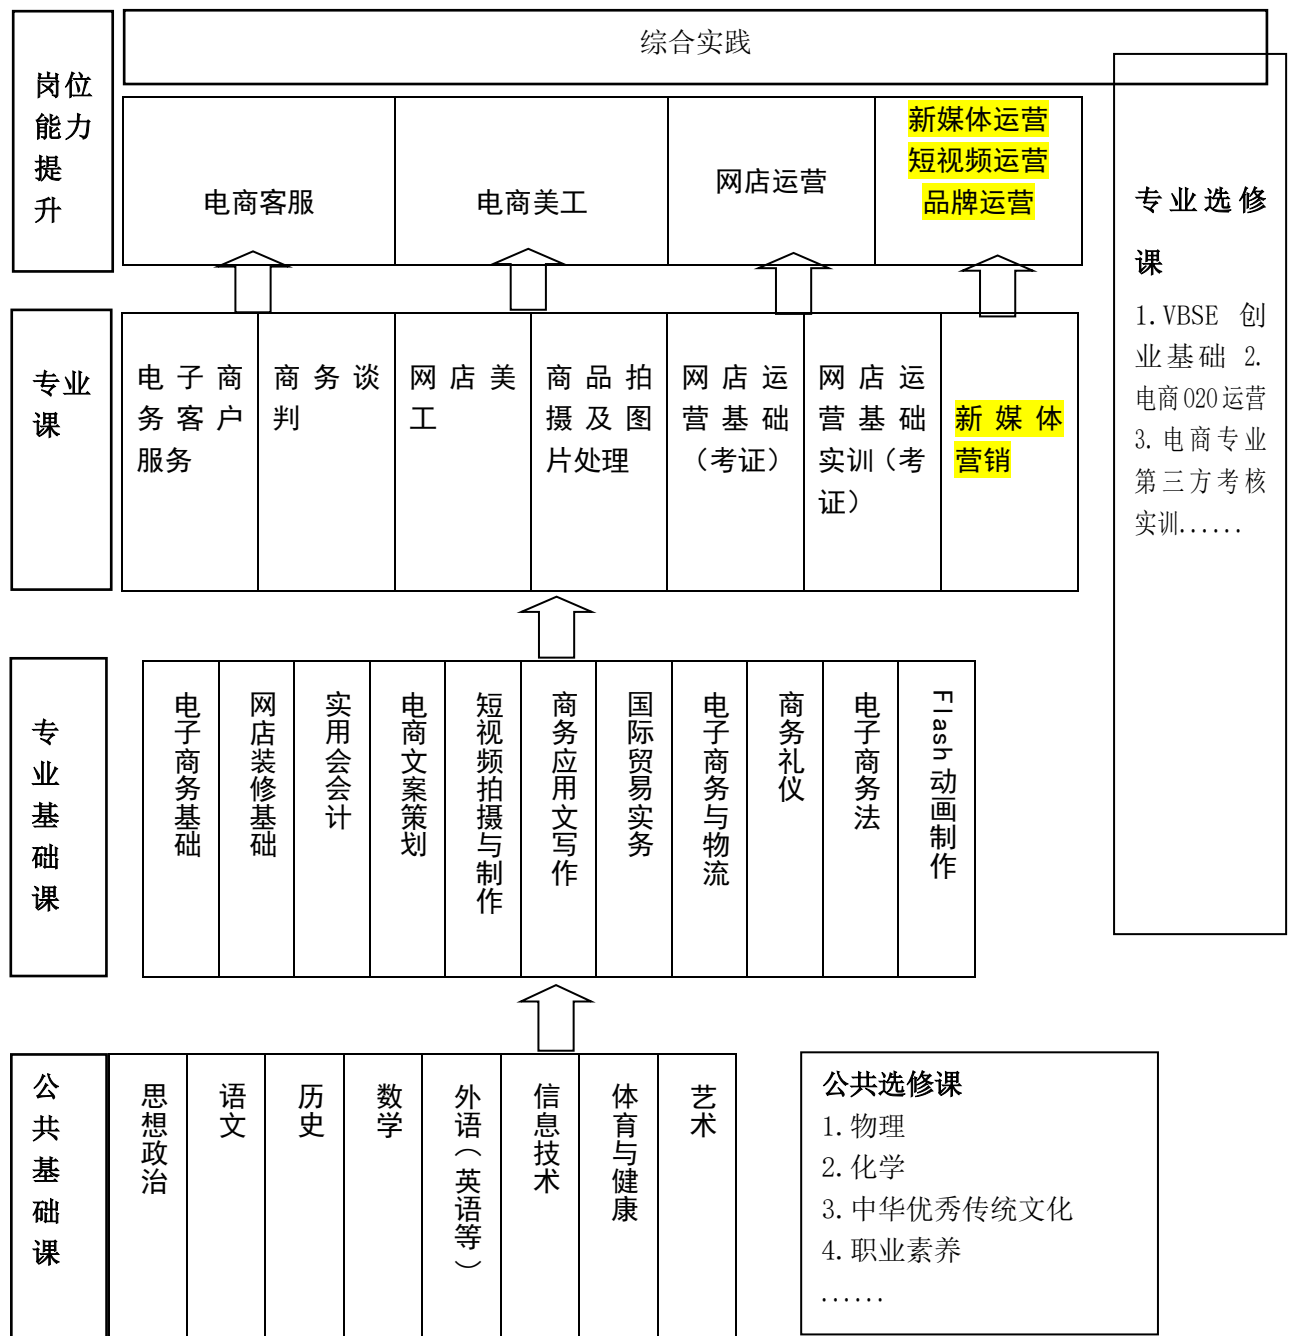 综合实践
岗位
能力
提
升
电商客服
电商美工
网店运营
新媒体运营
短视频运营
品牌运营
专业选修
课
1.VBSE 创
业基础 2.
电商 020 运营
3.电商专业
第三方考核
实训......
专业
课
电子商
务客户
服务
商务谈
判
网店美
工
商品拍
摄及图
片处理
网店运
营基础
（考证）
网店运
营基础
实训（考
证）
新媒体
营销
专
业
基
础
课
电子商务基础
网店装修基础
实用会会计
电商文案策划
短视频拍摄与制作
商务应用文写作
国际贸易实务
电子商务与物流
商务礼仪
电子商务法
Flash 动画制作
公
共
基
础
课
思想政治
语文
历史
数学
外语（英语等）
信息技术
体育与健康
艺术
公共选修课
1.物理
2.化学
3.中华优秀传统文化
4.职业素养
......